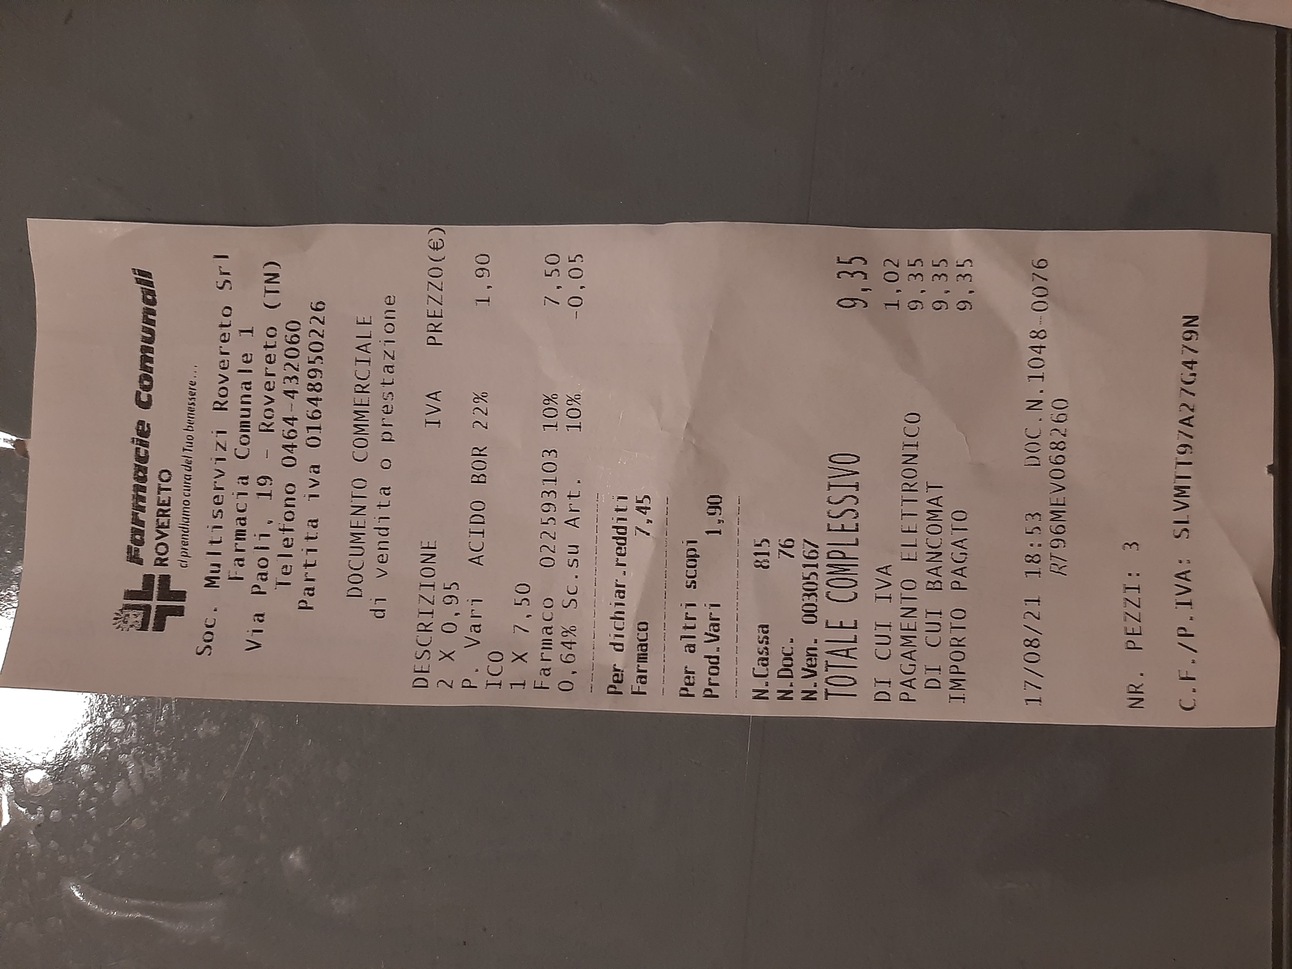 Farmacie Comunali
ROVERETO
ci prendiamo cura del Tuo benessere...
Soc. Multiservizi Rovereto Srl
Farmacia Comunale 1
Via Paoli, 19 - Rovereto (TN)
Telefono 0464-432060
Partita iva 01648950226
DOCUMENTO COMMERCIALE
di vendita o prestazione
DESCRIZIONE IVA PREZZO(€)
2 X 0,95
P. Vari ACIDO BOR 22% 1,90
ICO
1 X 7,50
Farmaco 022593103 10% 7,50
0,64% Sc.su Art. 10% -0,05
Per dichiar.redditi
Farmaco 7,45
Per altri scopi
Prod.Vari 1,90
N.Cassa 815
N.Doc. 76
N.Ven. 00305167
TOTALE COMPLESSIVO 9,35
DI CUI IVA 1,02
PAGAMENTO ELETTRONICO 9,35
DI CUI BANCOMAT 9,35
IMPORTO PAGATO 9,35
17/08/21 18:53 DOC.N.1048-0076
RT96MEV068260
NR. PEZZI: 3
C.F./P.IVA: SLVMTT97A27G479N